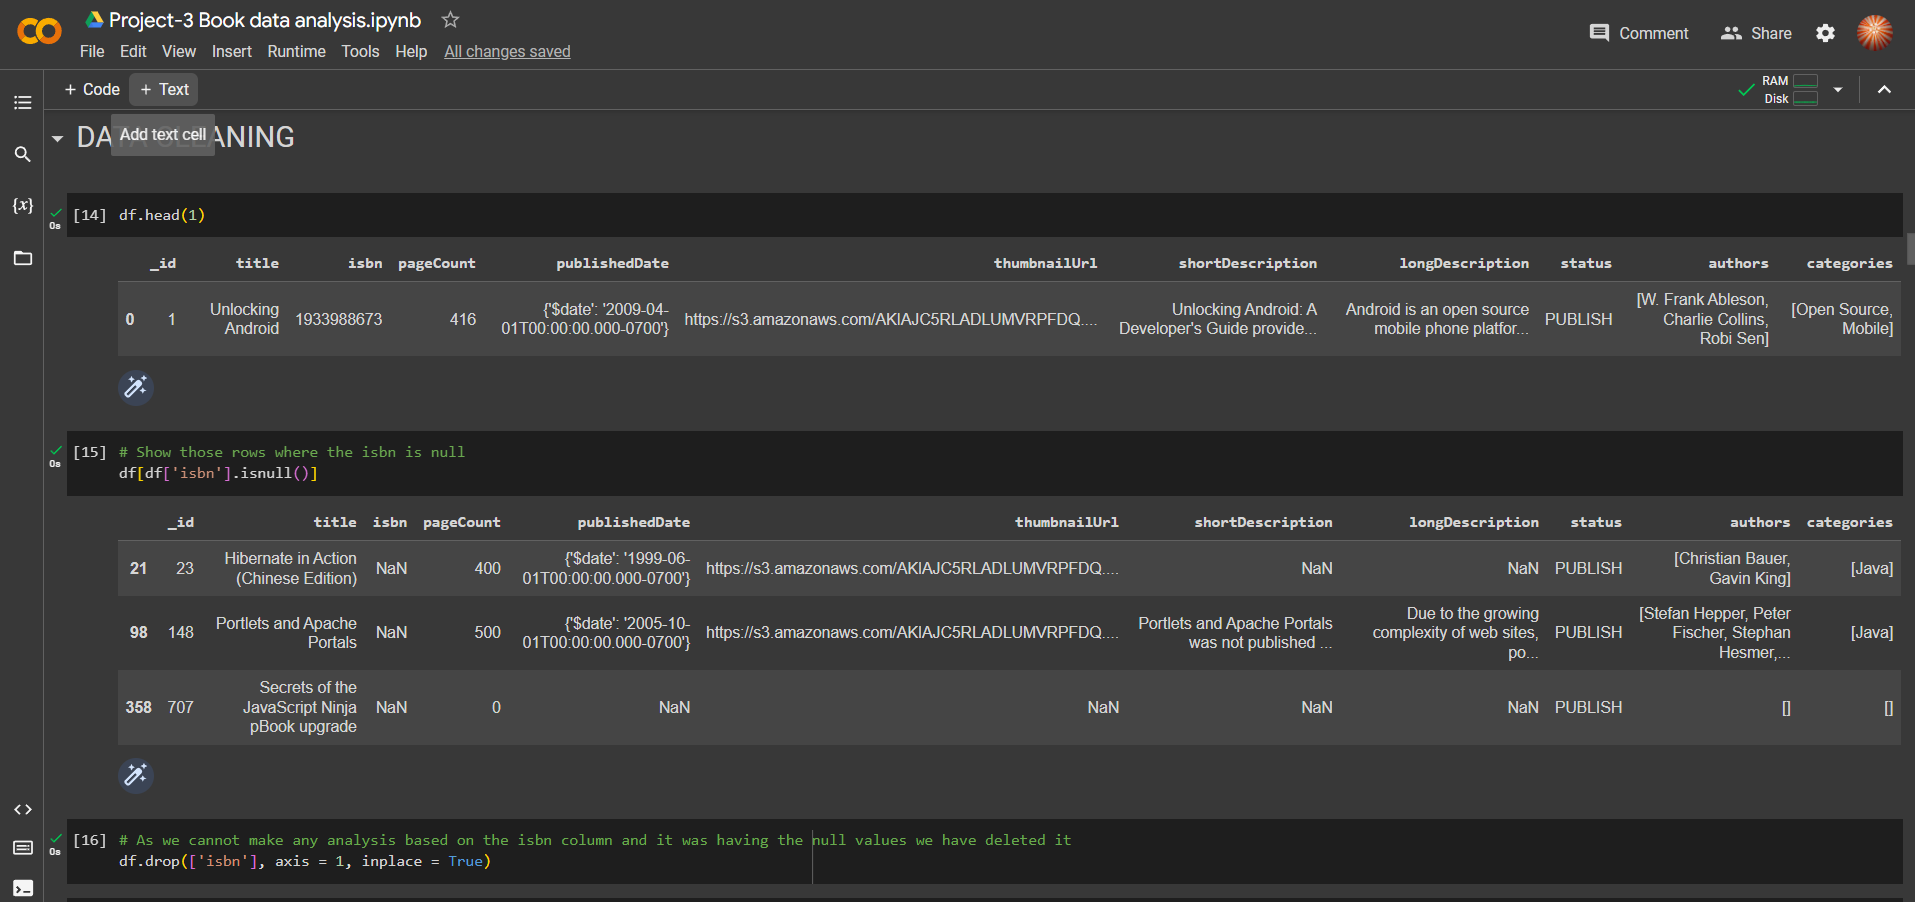 Project-3 Book data analysis.ipynb
File Edit View Insert Runtime Tools Help All changes saved
Comment Share
+ Code + Text
RAM
Disk
Add text cell
[14] df.head(1)
0s
_id title isbn pageCount publishedDate thumbnailUrl shortDescription longDescription status authors categories
0 1 Unlocking Android 1933988673 416 {'$date': '2009-04-01T00:00:00.000-0700'} https://s3.amazonaws.com/AKIAJC5RLADLUMVRPFDQ.... Unlocking Android: A Developer's Guide provide... Android is an open source mobile phone platfor... PUBLISH [W. Frank Ableson, Charlie Collins, Robi Sen] [Open Source, Mobile]
[15] # Show those rows where the isbn is null
0s
df[df['isbn'].isnull()]
_id title isbn pageCount publishedDate thumbnailUrl shortDescription longDescription status authors categories
21 23 Hibernate in Action (Chinese Edition) NaN 400 {'$date': '1999-06-01T00:00:00.000-0700'} https://s3.amazonaws.com/AKIAJC5RLADLUMVRPFDQ.... NaN NaN PUBLISH [Christian Bauer, Gavin King] [Java]
98 148 Portlets and Apache Portals NaN 500 {'$date': '2005-10-01T00:00:00.000-0700'} https://s3.amazonaws.com/AKIAJC5RLADLUMVRPFDQ.... Portlets and Apache Portals was not published ... Due to the growing complexity of web sites, po... PUBLISH [Stefan Hepper, Peter Fischer, Stephan Hesmer,... [Java]
358 707 Secrets of the JavaScript Ninja pBook upgrade NaN 0 NaN NaN NaN NaN PUBLISH [] []
[16] # As we cannot make any analysis based on the isbn column and it was having the null values we have deleted it
0s
df.drop(['isbn'], axis = 1, inplace = True)